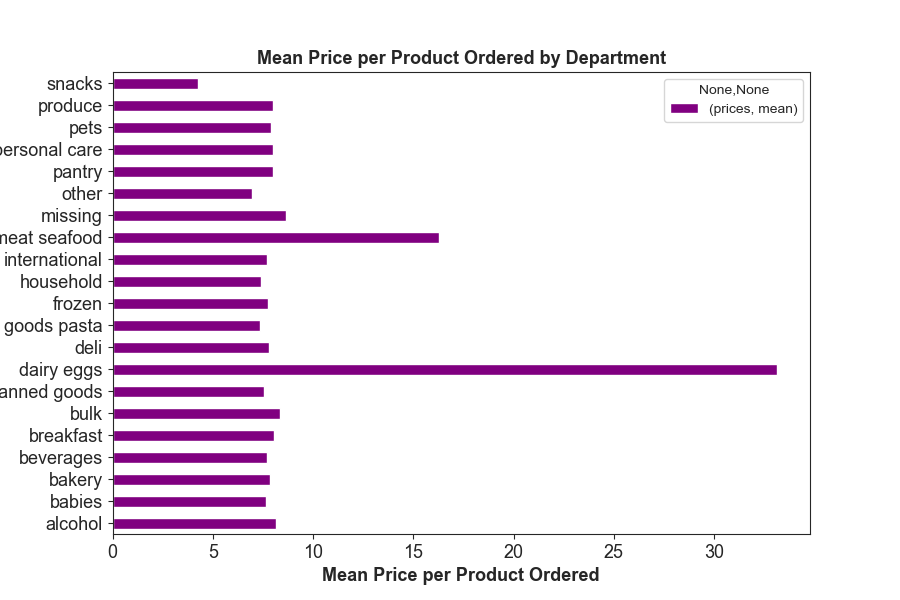 Mean Price per Product Ordered by Department
None,None
(prices, mean)
snacks
produce
pets
personal care
pantry
other
missing
meat seafood
international
household
frozen
goods pasta
deli
dairy eggs
anned goods
bulk
breakfast
beverages
bakery
babies
alcohol
0 5 10 15 20 25 30
Mean Price per Product Ordered